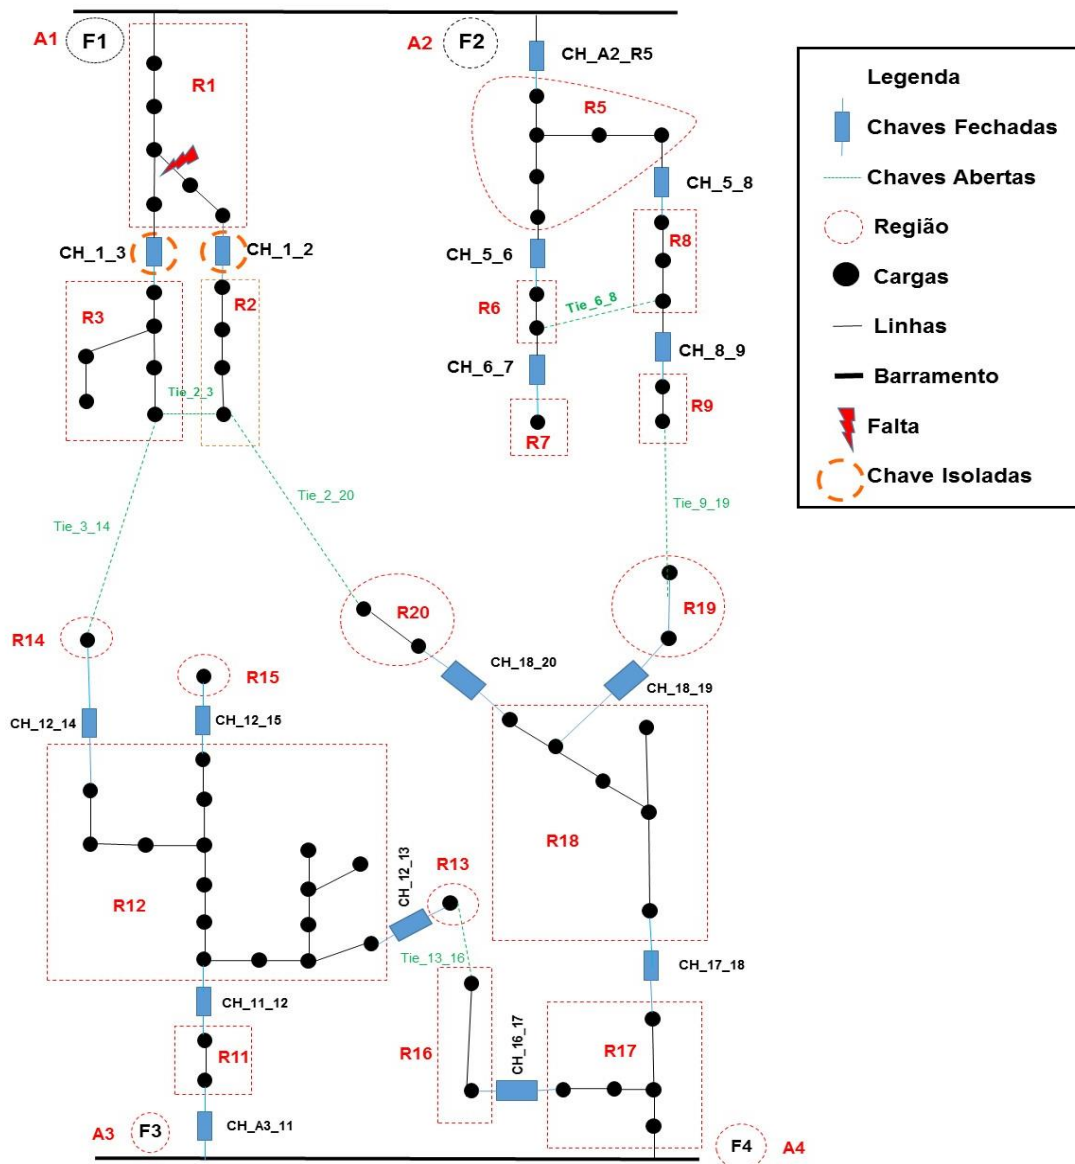 A1
F1
R1
CH_1_3
CH_1_2
R3
R2
Tie_2_3
A2
F2
CH_A2_R5
R5
CH_5_8
CH_5_6
R8
R6
Tie_6_8
CH_6_7
CH_8_9
R9
R7
Legenda
Chaves Fechadas
Chaves Abertas
Região
Cargas
Linhas
Barramento
Falta
Chave Isoladas
Tie_3_14
Tie_2_20
Tie_9_19
R14
R15
R20
R19
CH_12_14
CH_12_15
CH_18_20
CH_18_19
R12
CH_12_13
R13
R18
Tie_13_16
CH_17_18
CH_11_12
R11
R16
CH_16_17
R17
A3
F3
CH_A3_11
F4
A4